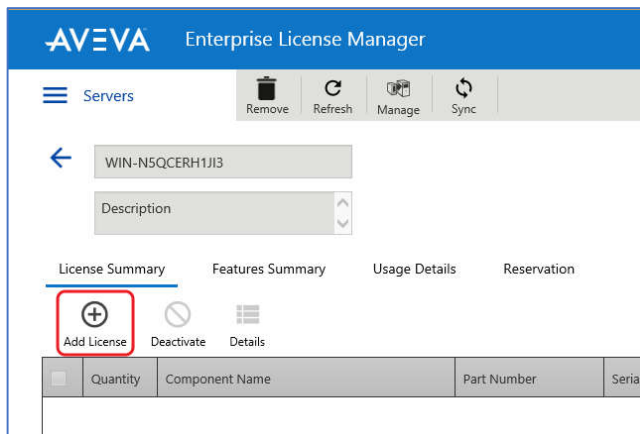 AVEVA Enterprise License Manager
Servers Remove Refresh Manage Sync
WIN-N5QCERH1JI3
Description
License Summary Features Summary Usage Details Reservation
Add License Deactivate Details
Quantity Component Name Part Number Seria